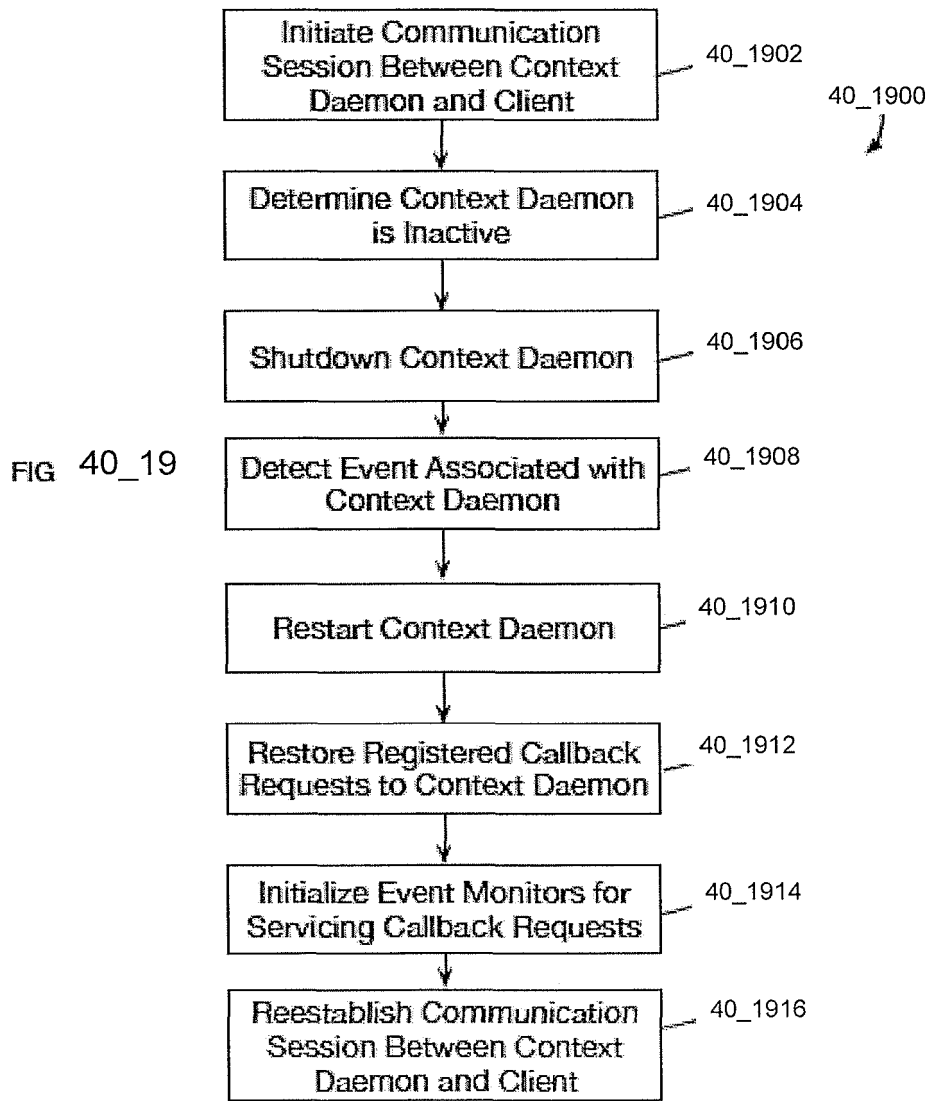 Initiate Communication
Session Between Context
Daemon and Client
40_1902
40_1900
Determine Context Daemon
is Inactive
40_1904
Shutdown Context Daemon
40_1906
FIG 40_19
Detect Event Associated with
Context Daemon
40_1908
Restart Context Daemon
40_1910
Restore Registered Callback
Requests to Context Daemon
40_1912
Initialize Event Monitors for
Servicing Callback Requests
40_1914
Reestablish Communication
Session Between Context
Daemon and Client
40_1916